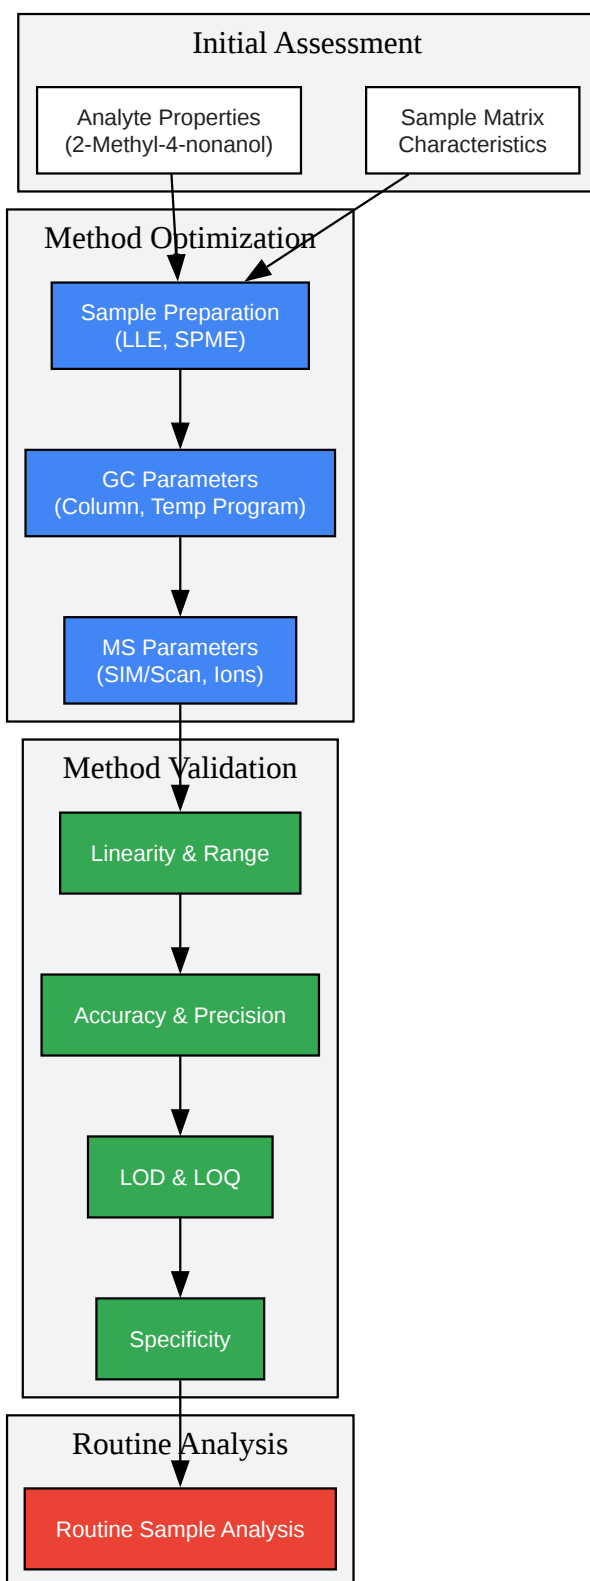 Initial Assessment
Analyte Properties
(2-Methyl-4-nonanol)
Sample Matrix
Characteristics
Method Optimization
Sample Preparation
(LLE, SPME)
GC Parameters
(Column, Temp Program)
MS Parameters
(SIM/Scan, Ions)
Method Validation
Linearity & Range
Accuracy & Precision
LOD & LOQ
Specificity
Routine Analysis
Routine Sample Analysis